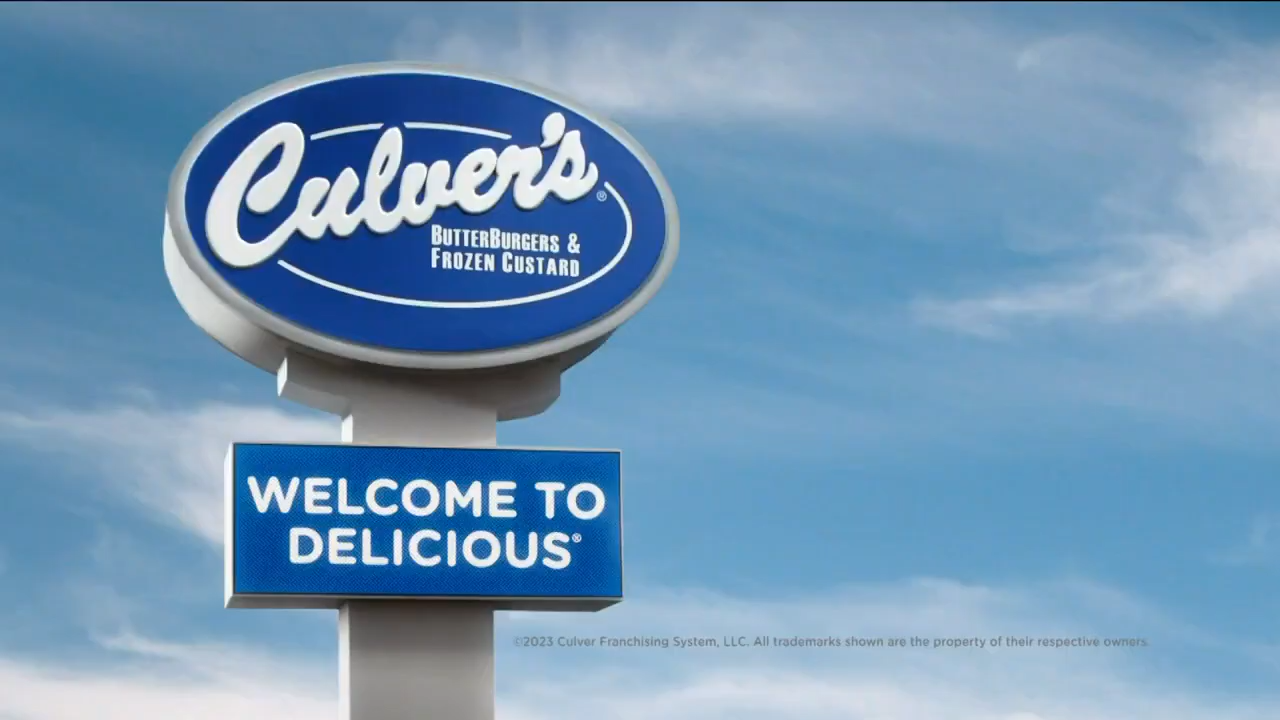 Culver's®
ButterBurgers &
Frozen Custard
WELCOME TO
DELICIOUS®
©2023 Culver Franchising System, LLC. All trademarks shown are the property of their respective owners.